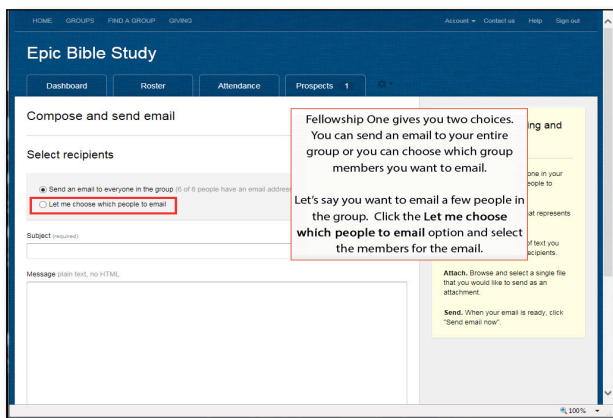 HOME GROUPS FIND A GROUP GIVING Account Contact us Help Sign out
Epic Bible Study
Dashboard Roster Attendance Prospects 1
Compose and send email
Select recipients
Send an email to everyone in the group (6 of 6 people have an email addres
Let me choose which people to email
Subject (required)
Message plain text, no HTML
Fellowship One gives you two choices.
You can send an email to your entire
group or you can choose which group
members you want to email.
Let's say you want to email a few people in
the group. Click the Let me choose
which people to email option and select
the members for the email.
ing and
one in your
eople to
at represents
of text you
ecipients.
Attach. Browse and select a single file
that you would like to send as an
attachment.
Send. When your email is ready, click
"Send email now".
100%